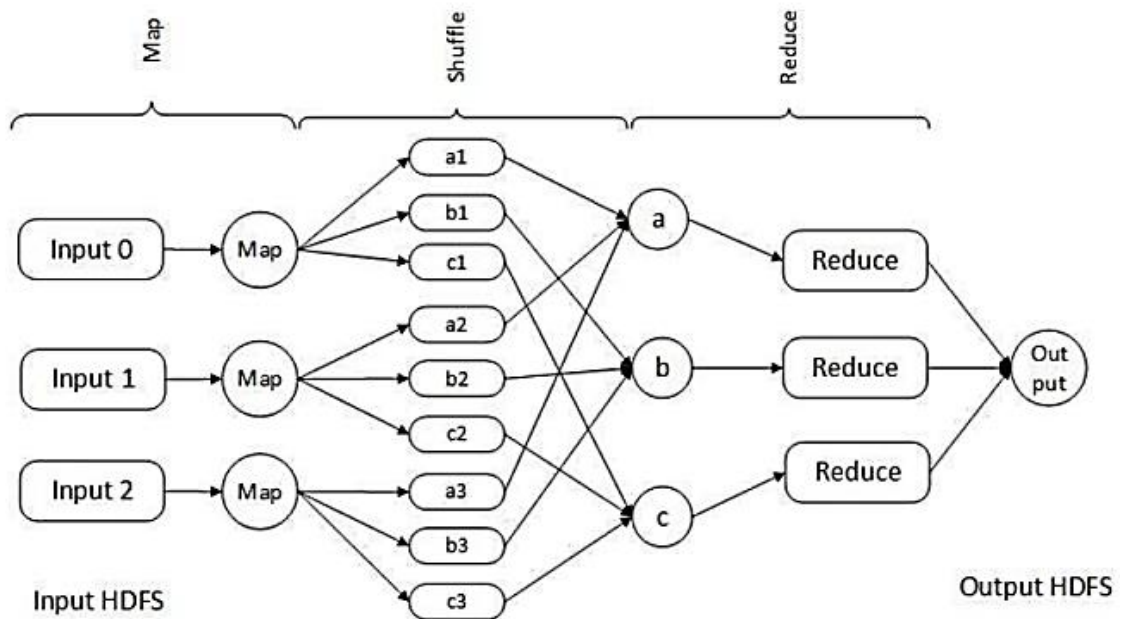 Map
Shuffle
Reduce
Input 0
Map
a1
b1
c1
a
Reduce
Input 1
Map
a2
b2
c2
b
Reduce
Out
put
Input 2
Map
a3
b3
c3
c
Reduce
Input HDFS
Output HDFS